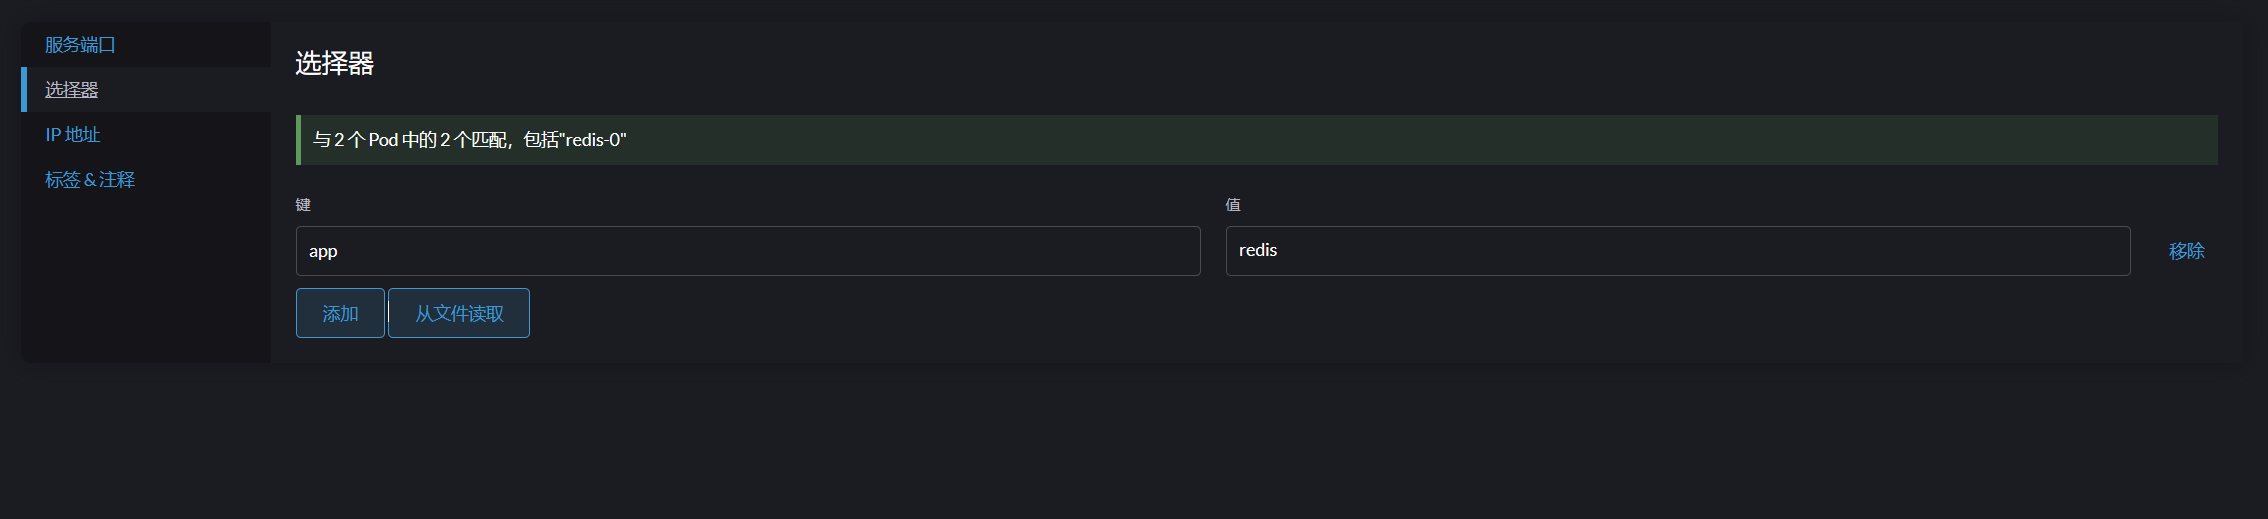 服务端口
选择器
IP 地址
标签 & 注释
选择器
与 2 个 Pod 中的 2 个匹配，包括"redis-0"
键
值
app
redis
移除
添加
从文件读取